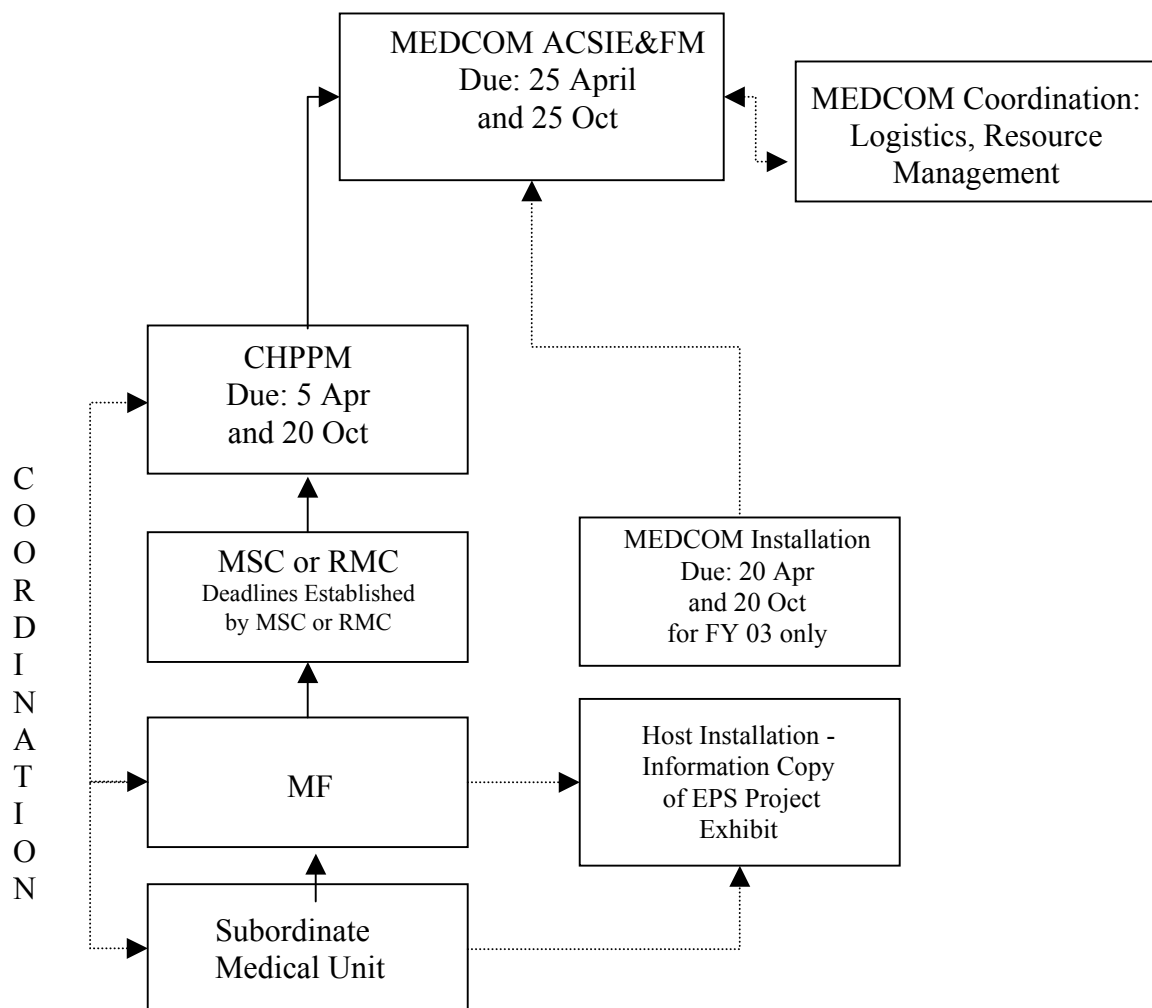 MEDCOM ACSIE&FM
Due: 25 April
and 25 Oct
MEDCOM Coordination:
Logistics, Resource
Management
CHPPM
Due: 5 Apr
and 20 Oct
COORDINATION
MSC or RMC
Deadlines Established
by MSC or RMC
MEDCOM Installation
Due: 20 Apr
and 20 Oct
for FY 03 only
MF
Host Installation -
Information Copy
of EPS Project
Exhibit
Subordinate
Medical Unit